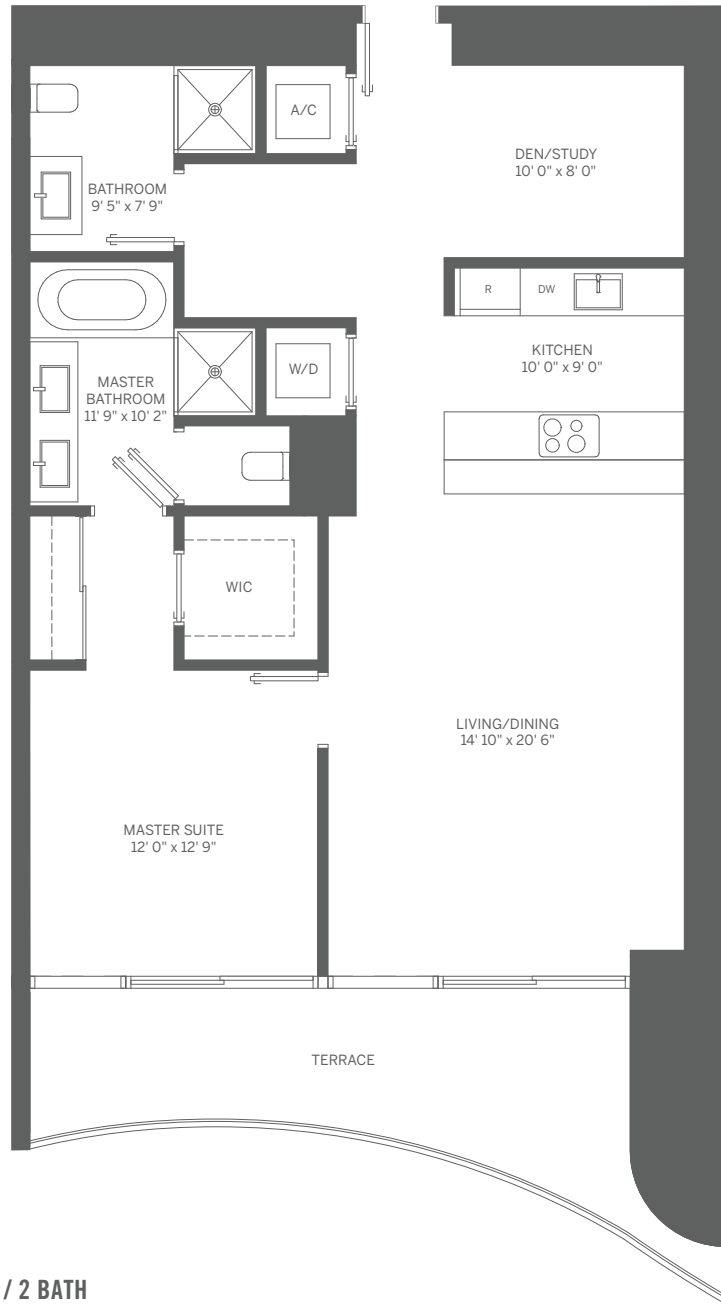 A/C
DEN/STUDY
10' 0" x 8' 0"
BATHROOM
9' 5" x 7' 9"
R
DW
KITCHEN
10' 0" x 9' 0"
W/D
MASTER
BATHROOM
11' 9" x 10' 2"
WIC
LIVING/DINING
14' 10" x 20' 6"
MASTER SUITE
12' 0" x 12' 9"
TERRACE
/ 2 BATH